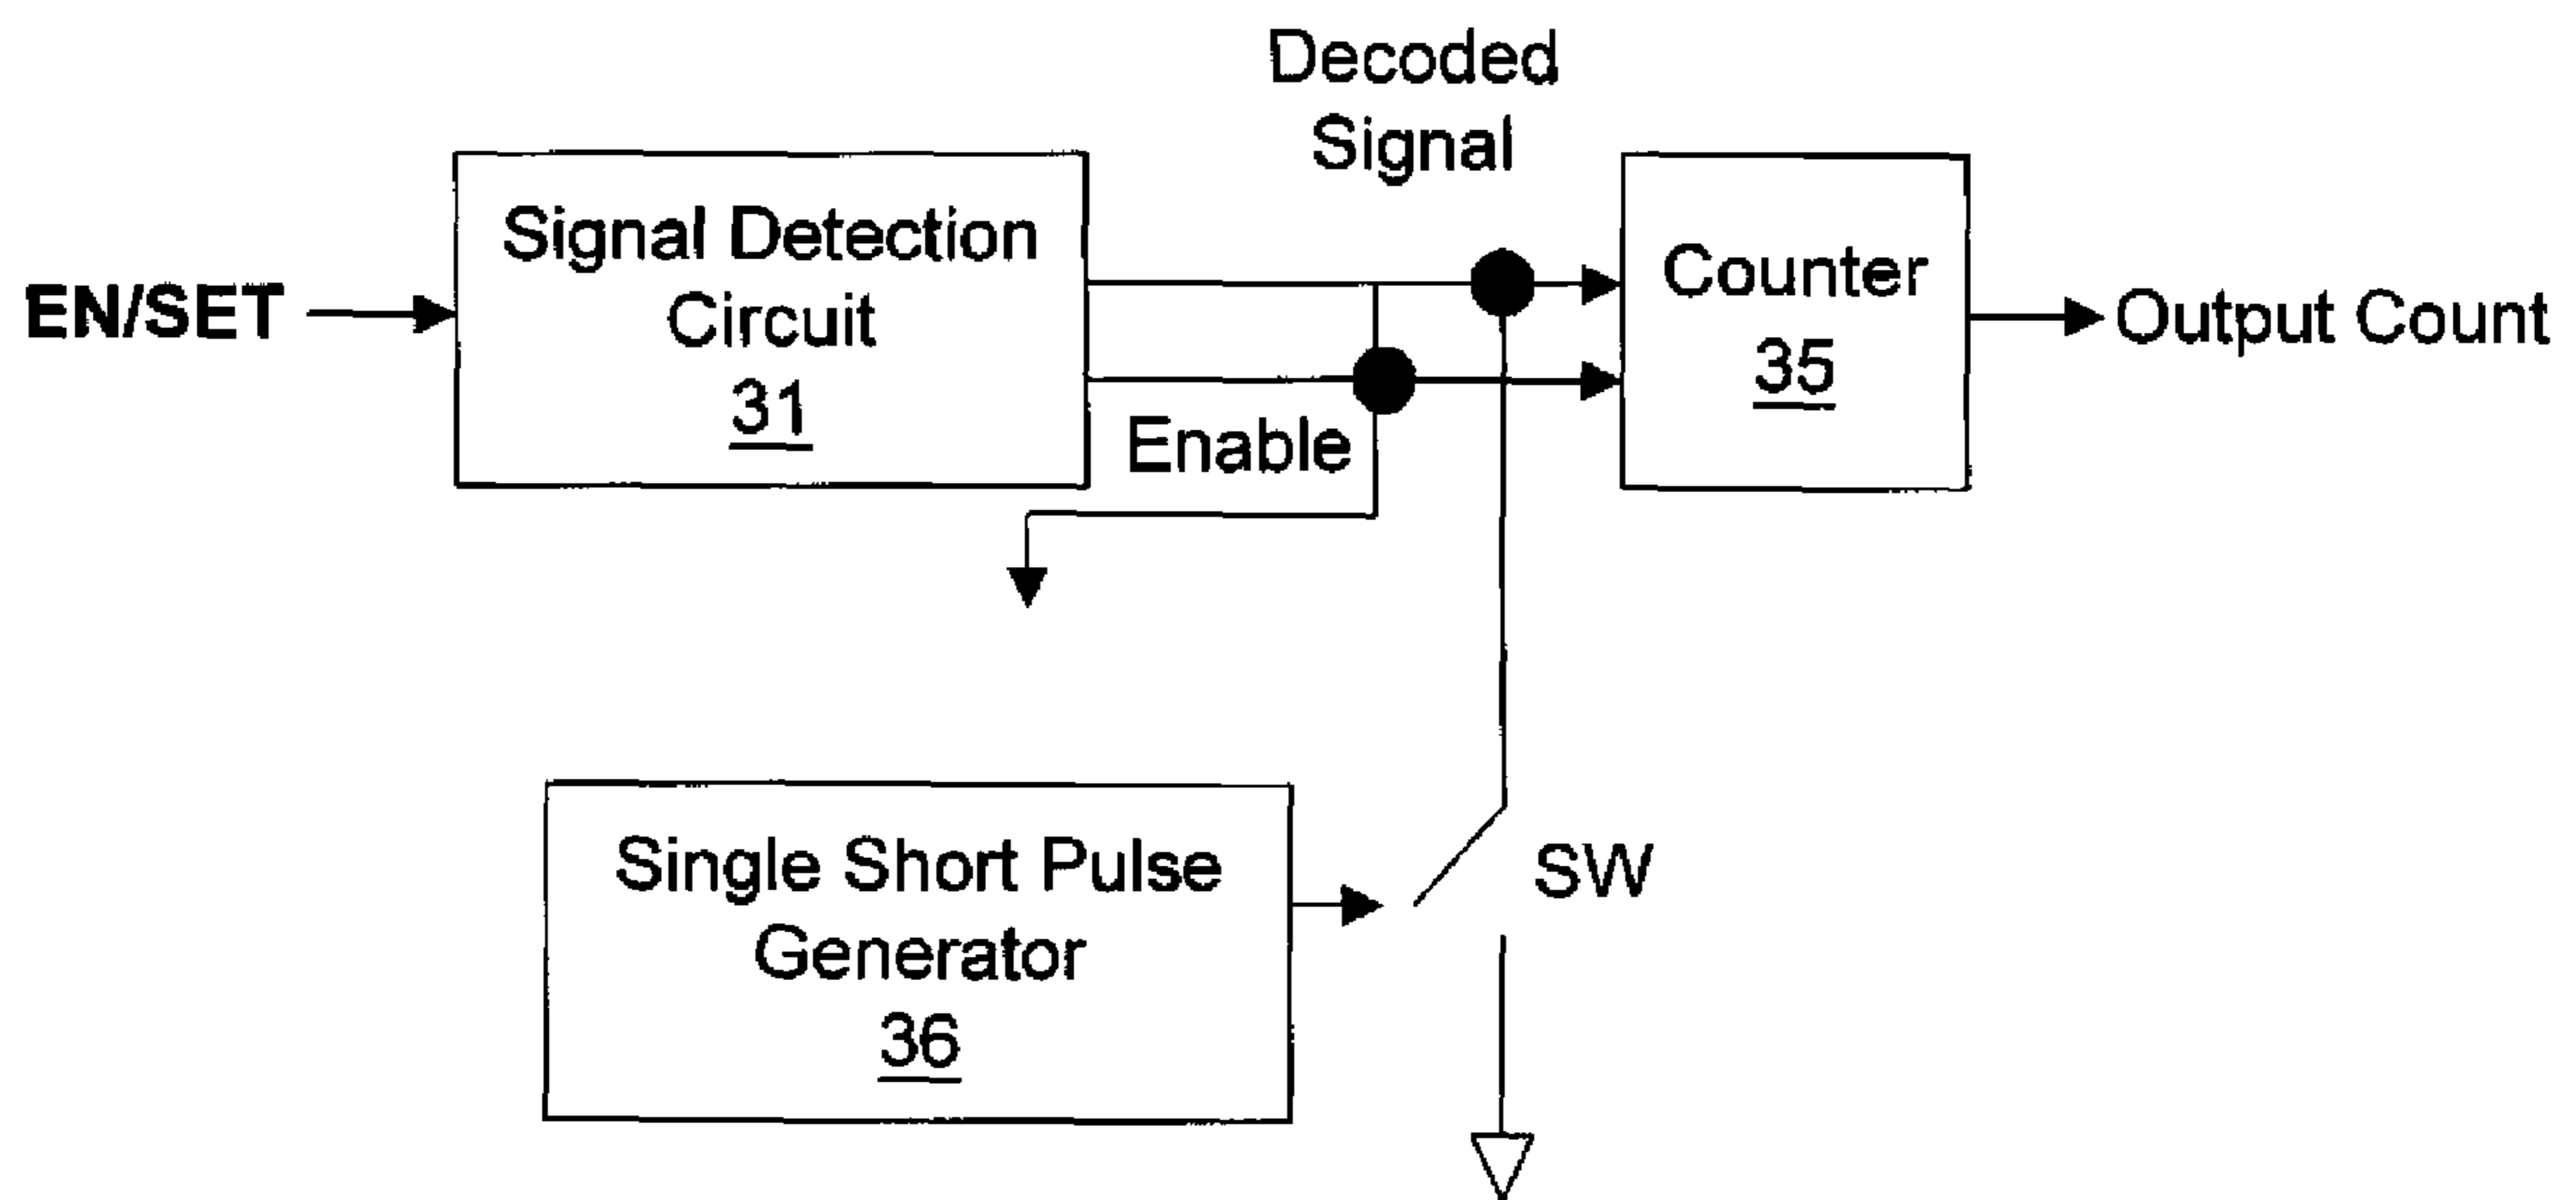 Decoded
Signal
Signal Detection
Circuit
31
EN/SET
Counter
35
Output Count
Enable
Single Short Pulse
Generator
36
SW